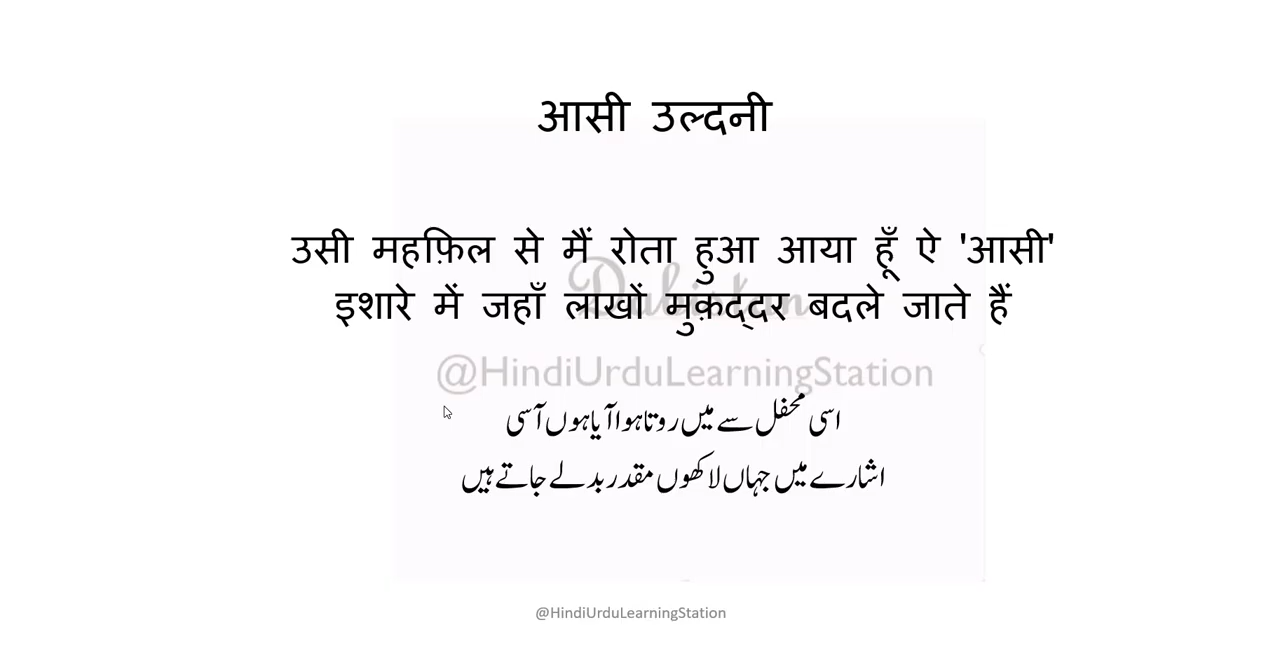 आसी उल्दनी
उसी महफ़िल से मैं रोता हुआ आया हूँ ऐ 'आसी'
इशारे में जहाँ लाखों मुक़द्दर बदले जाते हैं
Dabistan
@HindiUrduLearningStation
اسی محفل سے میں روتا ہوا آیا ہوں آسی
اشارے میں جہاں لاکھوں مقدر بدلے جاتے ہیں
@HindiUrduLearningStation